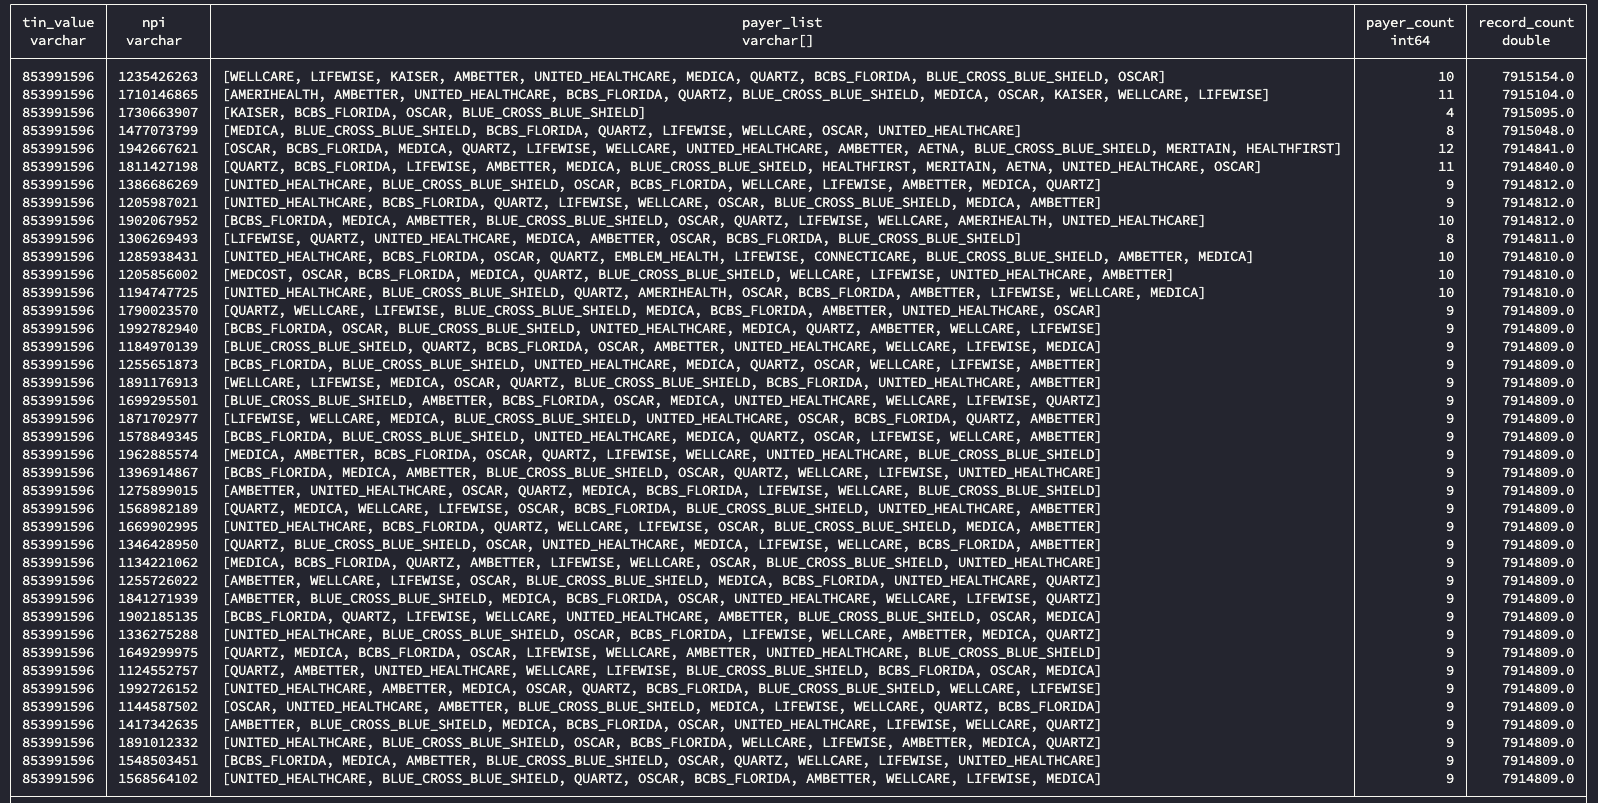 tin_value npi payer_list payer_count record_count
varchar varchar varchar[] int64 double
853991596 1235426263 [WELLCARE, LIFEWISE, KAISER, AMBETTER, UNITED_HEALTHCARE, MEDICA, QUARTZ, BCBS_FLORIDA, BLUE_CROSS_BLUE_SHIELD, OSCAR] 10 7915154.0
853991596 1710146865 [AMERIHEALTH, AMBETTER, UNITED_HEALTHCARE, BCBS_FLORIDA, QUARTZ, BLUE_CROSS_BLUE_SHIELD, MEDICA, OSCAR, KAISER, WELLCARE, LIFEWISE] 11 7915104.0
853991596 1730663907 [KAISER, BCBS_FLORIDA, OSCAR, BLUE_CROSS_BLUE_SHIELD] 4 7915095.0
853991596 1477073799 [MEDICA, BLUE_CROSS_BLUE_SHIELD, BCBS_FLORIDA, QUARTZ, LIFEWISE, WELLCARE, OSCAR, UNITED_HEALTHCARE] 8 7915048.0
853991596 1942667621 [OSCAR, BCBS_FLORIDA, MEDICA, QUARTZ, LIFEWISE, WELLCARE, UNITED_HEALTHCARE, AMBETTER, AETNA, BLUE_CROSS_BLUE_SHIELD, MERITAIN, HEALTHFIRST] 12 7914841.0
853991596 1811427198 [QUARTZ, BCBS_FLORIDA, LIFEWISE, AMBETTER, MEDICA, BLUE_CROSS_BLUE_SHIELD, HEALTHFIRST, MERITAIN, AETNA, UNITED_HEALTHCARE, OSCAR] 11 7914840.0
853991596 1386686269 [UNITED_HEALTHCARE, BLUE_CROSS_BLUE_SHIELD, OSCAR, BCBS_FLORIDA, WELLCARE, LIFEWISE, AMBETTER, MEDICA, QUARTZ] 9 7914812.0
853991596 1205987021 [UNITED_HEALTHCARE, BCBS_FLORIDA, QUARTZ, LIFEWISE, WELLCARE, OSCAR, BLUE_CROSS_BLUE_SHIELD, MEDICA, AMBETTER] 9 7914812.0
853991596 1902067952 [BCBS_FLORIDA, MEDICA, AMBETTER, BLUE_CROSS_BLUE_SHIELD, OSCAR, QUARTZ, LIFEWISE, WELLCARE, AMERIHEALTH, UNITED_HEALTHCARE] 10 7914812.0
853991596 1306269493 [LIFEWISE, QUARTZ, UNITED_HEALTHCARE, MEDICA, AMBETTER, OSCAR, BCBS_FLORIDA, BLUE_CROSS_BLUE_SHIELD] 8 7914811.0
853991596 1285938431 [UNITED_HEALTHCARE, BCBS_FLORIDA, OSCAR, QUARTZ, EMBLEM_HEALTH, LIFEWISE, CONNECTICARE, BLUE_CROSS_BLUE_SHIELD, AMBETTER, MEDICA] 10 7914810.0
853991596 1205856002 [MEDCOST, OSCAR, BCBS_FLORIDA, MEDICA, QUARTZ, BLUE_CROSS_BLUE_SHIELD, WELLCARE, LIFEWISE, UNITED_HEALTHCARE, AMBETTER] 10 7914810.0
853991596 1194747725 [UNITED_HEALTHCARE, BLUE_CROSS_BLUE_SHIELD, QUARTZ, AMERIHEALTH, OSCAR, BCBS_FLORIDA, AMBETTER, LIFEWISE, WELLCARE, MEDICA] 10 7914810.0
853991596 1790023570 [QUARTZ, WELLCARE, LIFEWISE, BLUE_CROSS_BLUE_SHIELD, MEDICA, BCBS_FLORIDA, AMBETTER, UNITED_HEALTHCARE, OSCAR] 9 7914809.0
853991596 1992782940 [BCBS_FLORIDA, OSCAR, BLUE_CROSS_BLUE_SHIELD, UNITED_HEALTHCARE, MEDICA, QUARTZ, AMBETTER, WELLCARE, LIFEWISE] 9 7914809.0
853991596 1184970139 [BLUE_CROSS_BLUE_SHIELD, QUARTZ, BCBS_FLORIDA, OSCAR, AMBETTER, UNITED_HEALTHCARE, WELLCARE, LIFEWISE, MEDICA] 9 7914809.0
853991596 1255651873 [BCBS_FLORIDA, BLUE_CROSS_BLUE_SHIELD, UNITED_HEALTHCARE, MEDICA, QUARTZ, OSCAR, WELLCARE, LIFEWISE, AMBETTER] 9 7914809.0
853991596 1891176913 [WELLCARE, LIFEWISE, MEDICA, OSCAR, QUARTZ, BLUE_CROSS_BLUE_SHIELD, BCBS_FLORIDA, UNITED_HEALTHCARE, AMBETTER] 9 7914809.0
853991596 1699295501 [BLUE_CROSS_BLUE_SHIELD, AMBETTER, BCBS_FLORIDA, OSCAR, MEDICA, UNITED_HEALTHCARE, WELLCARE, LIFEWISE, QUARTZ] 9 7914809.0
853991596 1871702977 [LIFEWISE, WELLCARE, MEDICA, BLUE_CROSS_BLUE_SHIELD, UNITED_HEALTHCARE, OSCAR, BCBS_FLORIDA, QUARTZ, AMBETTER] 9 7914809.0
853991596 1578849345 [BCBS_FLORIDA, BLUE_CROSS_BLUE_SHIELD, UNITED_HEALTHCARE, MEDICA, QUARTZ, OSCAR, LIFEWISE, WELLCARE, AMBETTER] 9 7914809.0
853991596 1962885574 [MEDICA, AMBETTER, BCBS_FLORIDA, OSCAR, QUARTZ, LIFEWISE, WELLCARE, UNITED_HEALTHCARE, BLUE_CROSS_BLUE_SHIELD] 9 7914809.0
853991596 1396914867 [BCBS_FLORIDA, MEDICA, AMBETTER, BLUE_CROSS_BLUE_SHIELD, OSCAR, QUARTZ, WELLCARE, LIFEWISE, UNITED_HEALTHCARE] 9 7914809.0
853991596 1275899015 [AMBETTER, UNITED_HEALTHCARE, OSCAR, QUARTZ, MEDICA, BCBS_FLORIDA, LIFEWISE, WELLCARE, BLUE_CROSS_BLUE_SHIELD] 9 7914809.0
853991596 1568982189 [QUARTZ, MEDICA, WELLCARE, LIFEWISE, OSCAR, BCBS_FLORIDA, BLUE_CROSS_BLUE_SHIELD, UNITED_HEALTHCARE, AMBETTER] 9 7914809.0
853991596 1669902995 [UNITED_HEALTHCARE, BCBS_FLORIDA, QUARTZ, WELLCARE, LIFEWISE, OSCAR, BLUE_CROSS_BLUE_SHIELD, MEDICA, AMBETTER] 9 7914809.0
853991596 1346428950 [QUARTZ, BLUE_CROSS_BLUE_SHIELD, OSCAR, UNITED_HEALTHCARE, MEDICA, LIFEWISE, WELLCARE, BCBS_FLORIDA, AMBETTER] 9 7914809.0
853991596 1134221062 [MEDICA, BCBS_FLORIDA, QUARTZ, AMBETTER, LIFEWISE, WELLCARE, OSCAR, BLUE_CROSS_BLUE_SHIELD, UNITED_HEALTHCARE] 9 7914809.0
853991596 1255726022 [AMBETTER, WELLCARE, LIFEWISE, OSCAR, BLUE_CROSS_BLUE_SHIELD, MEDICA, BCBS_FLORIDA, UNITED_HEALTHCARE, QUARTZ] 9 7914809.0
853991596 1841271939 [AMBETTER, BLUE_CROSS_BLUE_SHIELD, MEDICA, BCBS_FLORIDA, OSCAR, UNITED_HEALTHCARE, WELLCARE, LIFEWISE, QUARTZ] 9 7914809.0
853991596 1902185135 [BCBS_FLORIDA, QUARTZ, LIFEWISE, WELLCARE, UNITED_HEALTHCARE, AMBETTER, BLUE_CROSS_BLUE_SHIELD, OSCAR, MEDICA] 9 7914809.0
853991596 1336275288 [UNITED_HEALTHCARE, BLUE_CROSS_BLUE_SHIELD, OSCAR, BCBS_FLORIDA, LIFEWISE, WELLCARE, AMBETTER, MEDICA, QUARTZ] 9 7914809.0
853991596 1649299975 [QUARTZ, MEDICA, BCBS_FLORIDA, OSCAR, LIFEWISE, WELLCARE, AMBETTER, UNITED_HEALTHCARE, BLUE_CROSS_BLUE_SHIELD] 9 7914809.0
853991596 1124552757 [QUARTZ, AMBETTER, UNITED_HEALTHCARE, WELLCARE, LIFEWISE, BLUE_CROSS_BLUE_SHIELD, BCBS_FLORIDA, OSCAR, MEDICA] 9 7914809.0
853991596 1992726152 [UNITED_HEALTHCARE, AMBETTER, MEDICA, OSCAR, QUARTZ, BCBS_FLORIDA, BLUE_CROSS_BLUE_SHIELD, WELLCARE, LIFEWISE] 9 7914809.0
853991596 1144587502 [OSCAR, UNITED_HEALTHCARE, AMBETTER, BLUE_CROSS_BLUE_SHIELD, MEDICA, LIFEWISE, WELLCARE, QUARTZ, BCBS_FLORIDA] 9 7914809.0
853991596 1417342635 [AMBETTER, BLUE_CROSS_BLUE_SHIELD, MEDICA, BCBS_FLORIDA, OSCAR, UNITED_HEALTHCARE, LIFEWISE, WELLCARE, QUARTZ] 9 7914809.0
853991596 1891012332 [UNITED_HEALTHCARE, BLUE_CROSS_BLUE_SHIELD, OSCAR, BCBS_FLORIDA, WELLCARE, LIFEWISE, AMBETTER, MEDICA, QUARTZ] 9 7914809.0
853991596 1548503451 [BCBS_FLORIDA, MEDICA, AMBETTER, BLUE_CROSS_BLUE_SHIELD, OSCAR, QUARTZ, WELLCARE, LIFEWISE, UNITED_HEALTHCARE] 9 7914809.0
853991596 1568564102 [UNITED_HEALTHCARE, BLUE_CROSS_BLUE_SHIELD, QUARTZ, OSCAR, BCBS_FLORIDA, AMBETTER, WELLCARE, LIFEWISE, MEDICA] 9 7914809.0